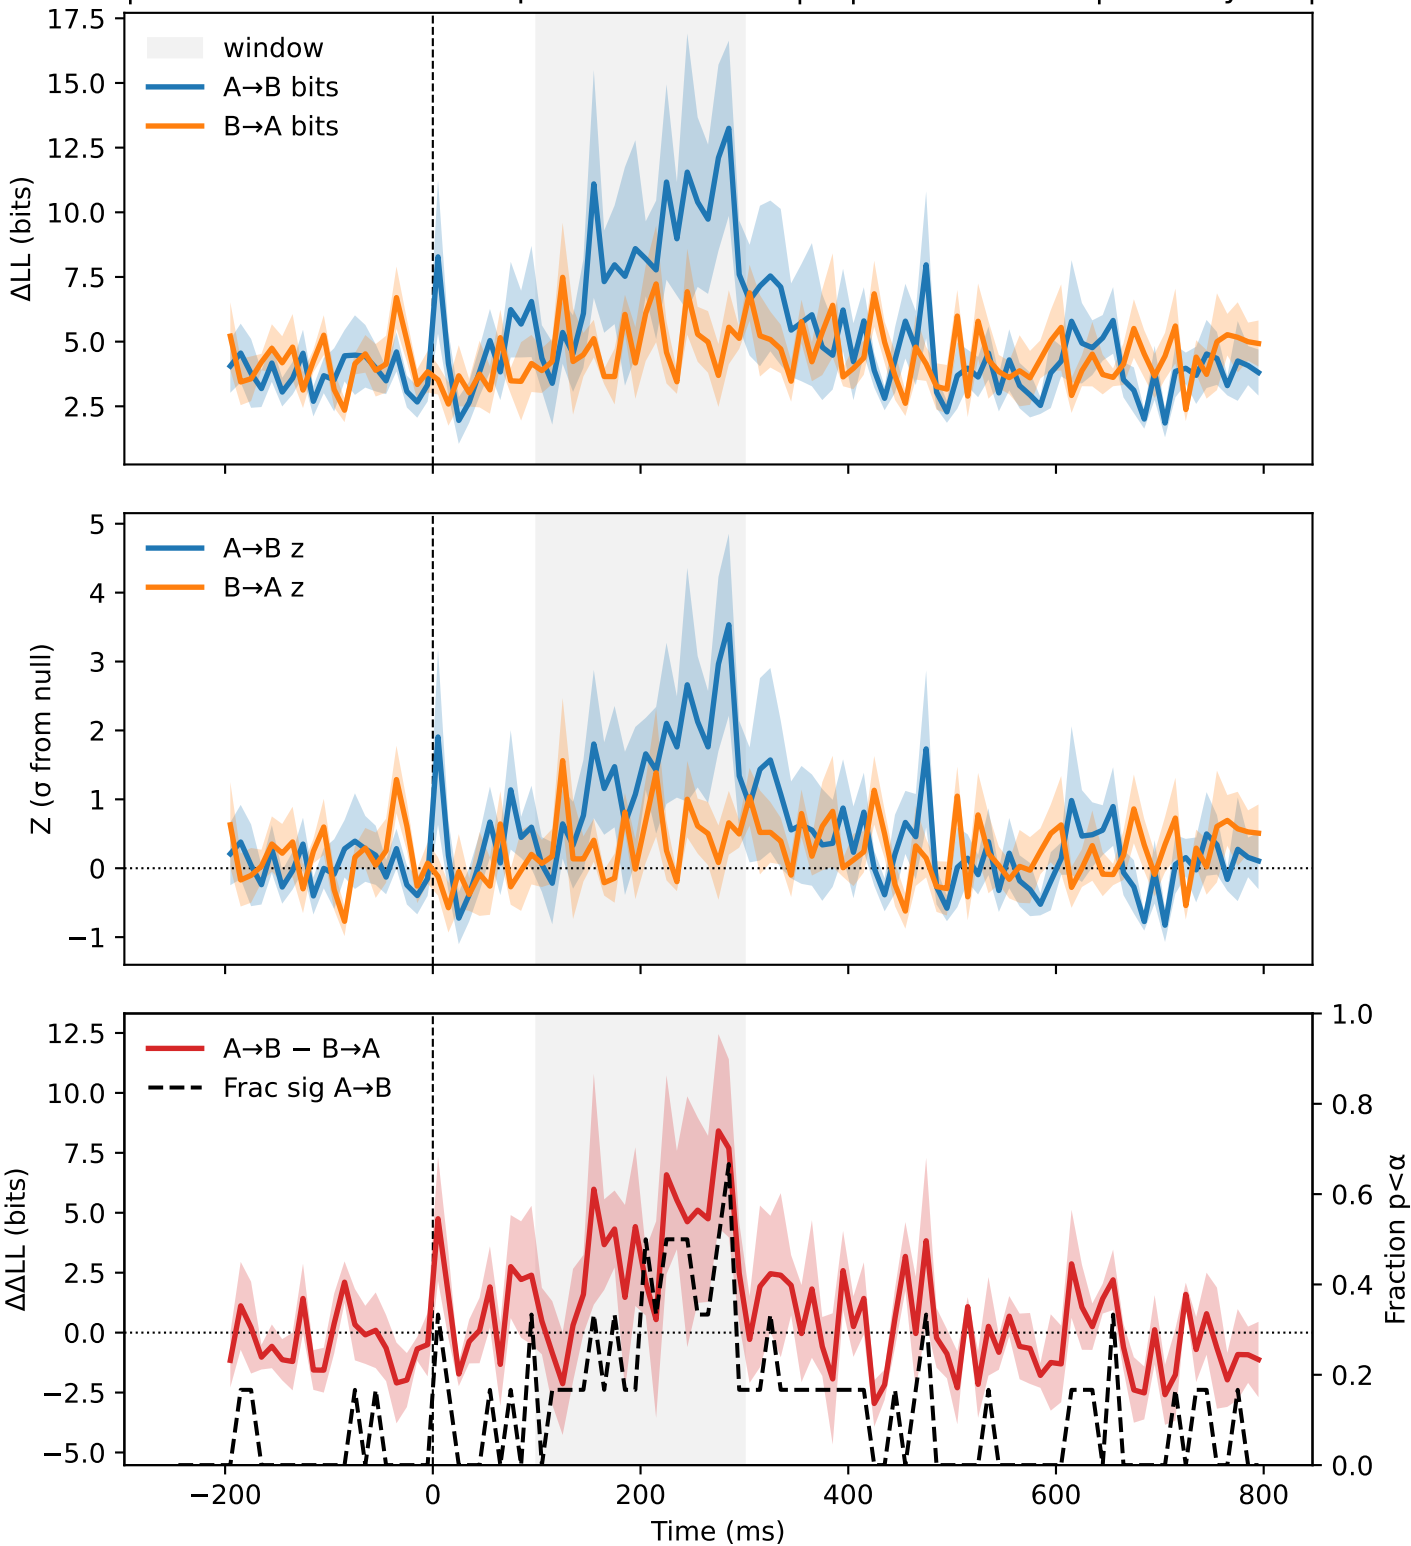 17.5
15.0
12.5
10.0
7.5
5.0
2.5
ΔLL (bits)
window
A→B bits
B→A bits
5
4
3
2
1
0
−1
Z (σ from null)
A→B z
B→A z
12.5
10.0
7.5
5.0
2.5
0.0
−2.5
−5.0
ΔΔLL (bits)
A→B − B→A
Frac sig A→B
1.0
0.8
0.6
0.4
0.2
0.0
Fraction p<α
−200 0 200 400 600 800
Time (ms)